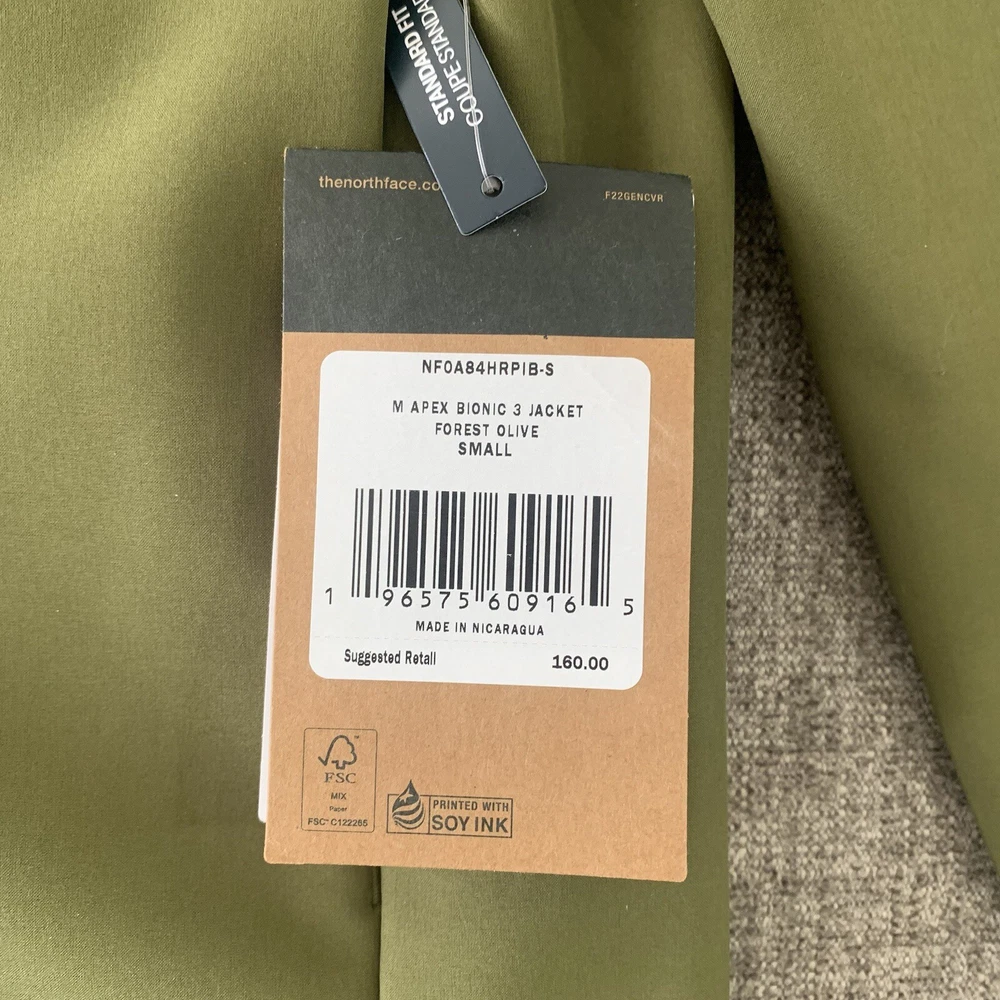 STANDARD FIT
COUPE STANDAR
thenorthface.co
F22GENCVR
NF0A84HRPIB-S
M APEX BIONIC 3 JACKET
FOREST OLIVE
SMALL
1 96575 60916 5
MADE IN NICARAGUA
Suggested Retail 160.00
FSC
MIX
Paper
FSC® C122265
PRINTED WITH
SOY INK